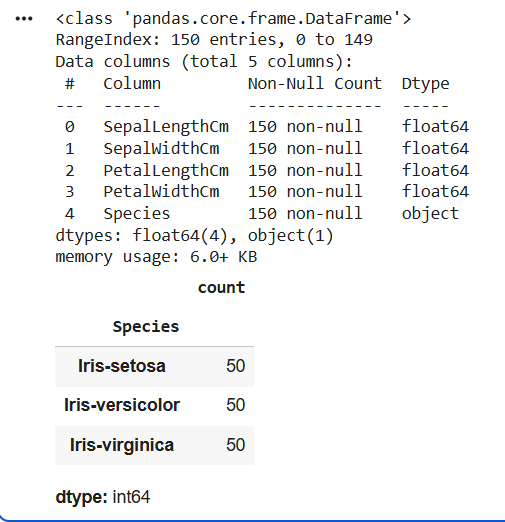 <class 'pandas.core.frame.DataFrame'>
RangeIndex: 150 entries, 0 to 149
Data columns (total 5 columns):
 #   Column         Non-Null Count  Dtype
---  ------         --------------  -----
 0   SepalLengthCm  150 non-null    float64
 1   SepalWidthCm   150 non-null    float64
 2   PetalLengthCm  150 non-null    float64
 3   PetalWidthCm   150 non-null    float64
 4   Species        150 non-null    object
dtypes: float64(4), object(1)
memory usage: 6.0+ KB
count
Species
Iris-setosa 50
Iris-versicolor 50
Iris-virginica 50
dtype: int64